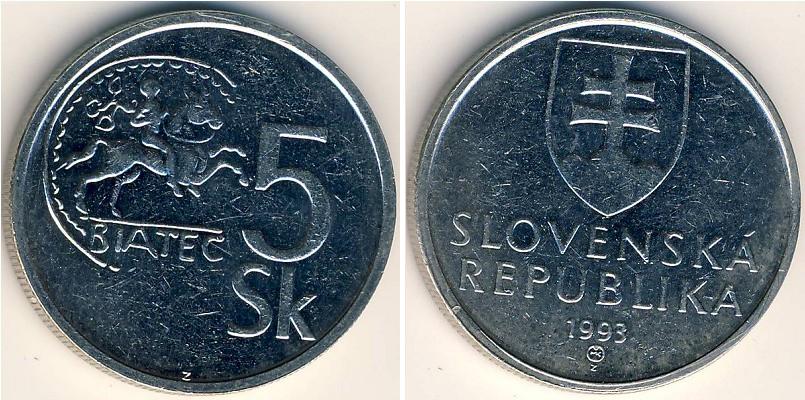 5
BIATEC
Sk
Z
SLOVENSKÁ
REPUBLIKA
1993
Z